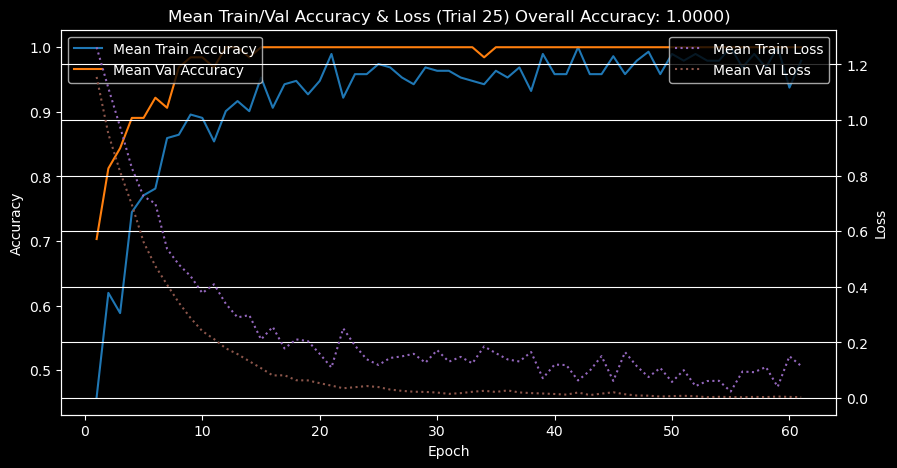 Mean Train/Val Accuracy & Loss (Trial 25) Overall Accuracy: 1.0000)
Mean Train Accuracy
Mean Val Accuracy
Mean Train Loss
Mean Val Loss
1.0
0.9
0.8
0.7
0.6
0.5
Accuracy
1.2
1.0
0.8
0.6
0.4
0.2
0.0
Loss
0 10 20 30 40 50 60
Epoch